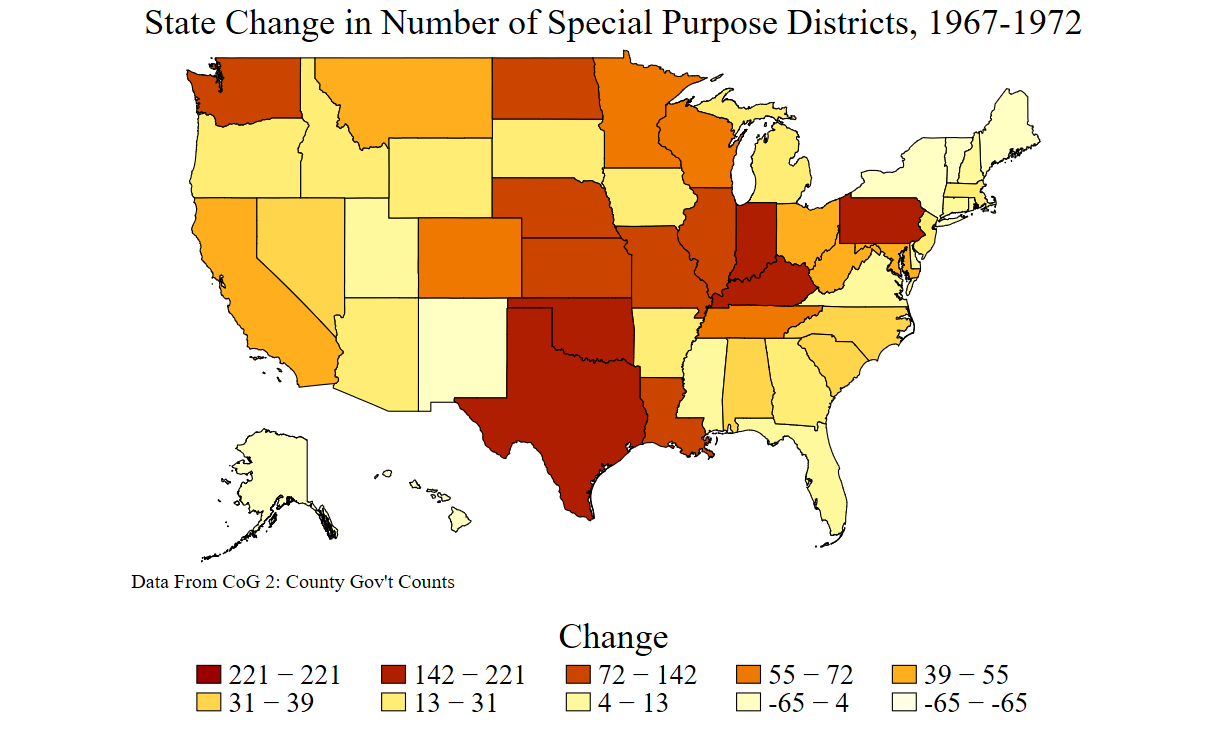 State Change in Number of Special Purpose Districts, 1967-1972
Data From CoG 2: County Gov't Counts
Change
221 − 221 142 − 221 72 − 142 55 − 72 39 − 55
31 − 39 13 − 31 4 − 13 -65 − 4 -65 − -65